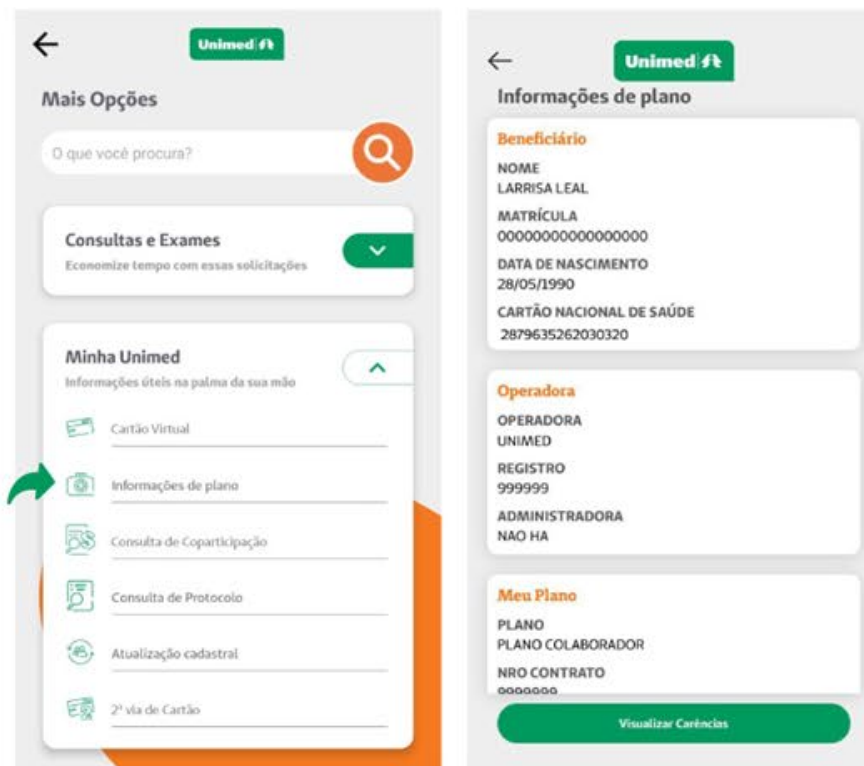 Unimed
Mais Opções
O que você procura?
Consultas e Exames
Economize tempo com essas solicitações
Minha Unimed
Informações úteis na palma da sua mão
Cartão Virtual
Informações de plano
Consulta de Coparticipação
Consulta de Protocolo
Atualização cadastral
2ª via de Cartão
Unimed
Informações de plano
Beneficiário
NOME
LARRISA LEAL
MATRÍCULA
00000000000000000
DATA DE NASCIMENTO
28/05/1990
CARTÃO NACIONAL DE SAÚDE
2879635262030320
Operadora
OPERADORA
UNIMED
REGISTRO
999999
ADMINISTRADORA
NAO HA
Meu Plano
PLANO
PLANO COLABORADOR
NRO CONTRATO
9999999
Visualizar Carências